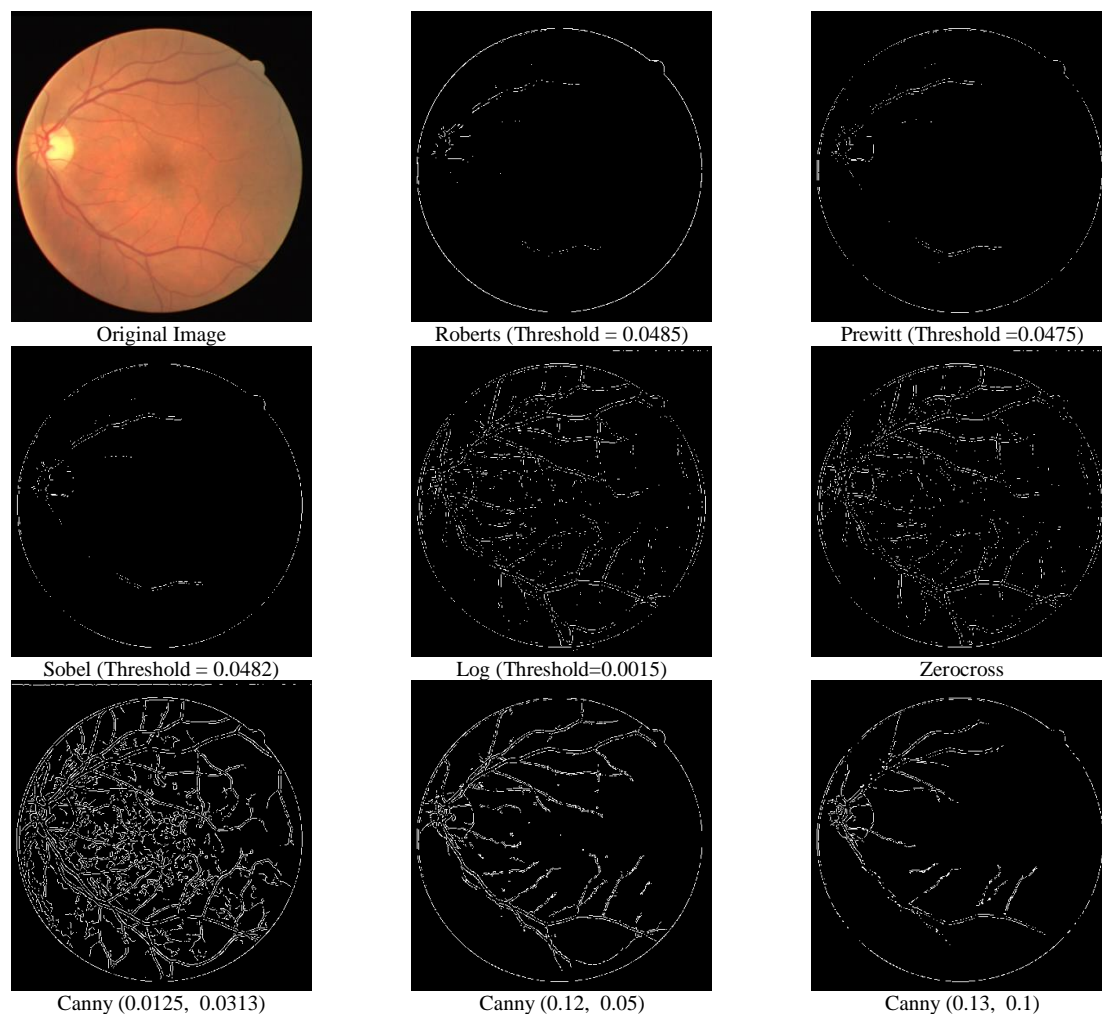 Original Image
Roberts (Threshold = 0.0485)
Prewitt (Threshold =0.0475)
Sobel (Threshold = 0.0482)
Log (Threshold=0.0015)
Zerocross
Canny (0.0125, 0.0313)
Canny (0.12, 0.05)
Canny (0.13, 0.1)